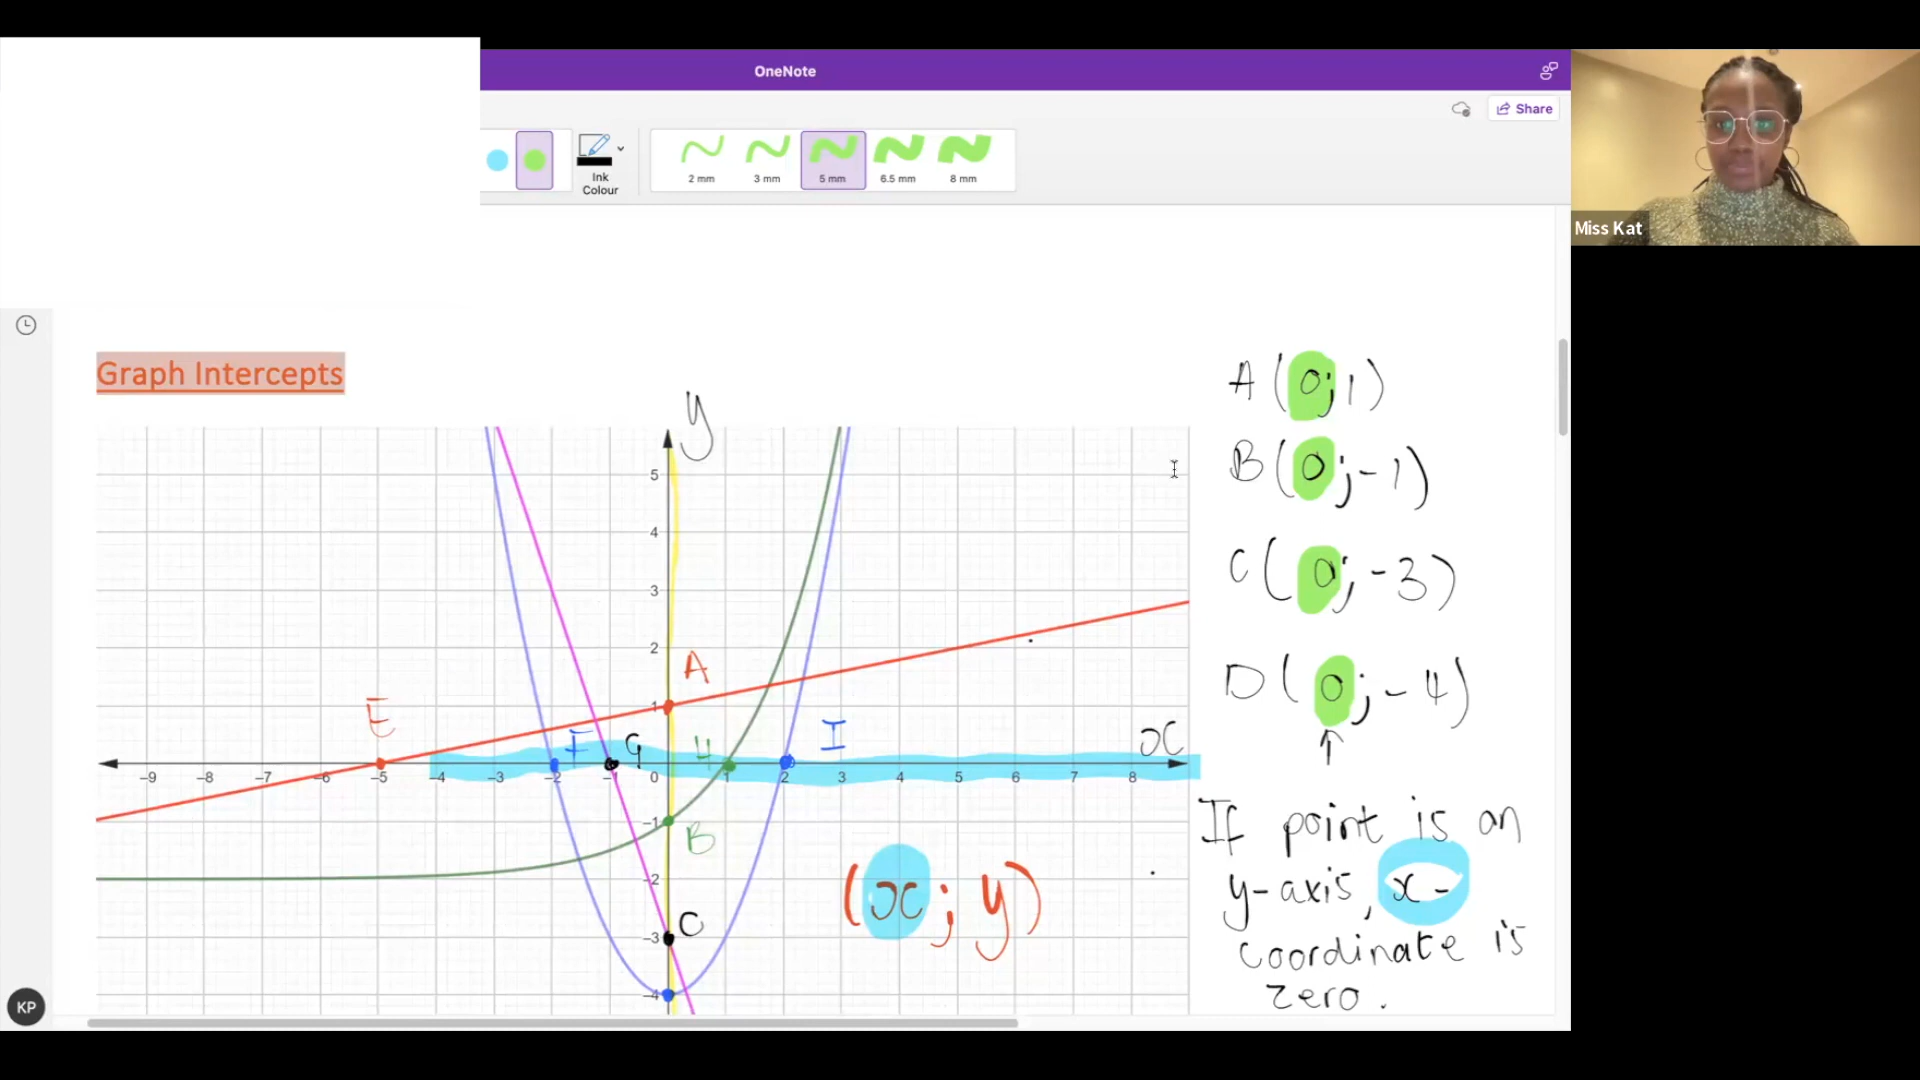 OneNote
Share
Ink
Colour
2 mm
3 mm
5 mm
6.5 mm
8 mm
Miss Kat
Graph Intercepts
y
A (0;1)
B (0;-1)
C (0;-3)
D (0;-4)
5
4
3
2
A
1
E
F
G
H
I
x
-9 -8 -7 -6 -5 -4 -3 -2 -1 0 1 2 3 4 5 6 7 8
-1
B
-2
C
-3
-4
(x; y)
If point is on
y-axis, x-
coordinate is
zero.
KP